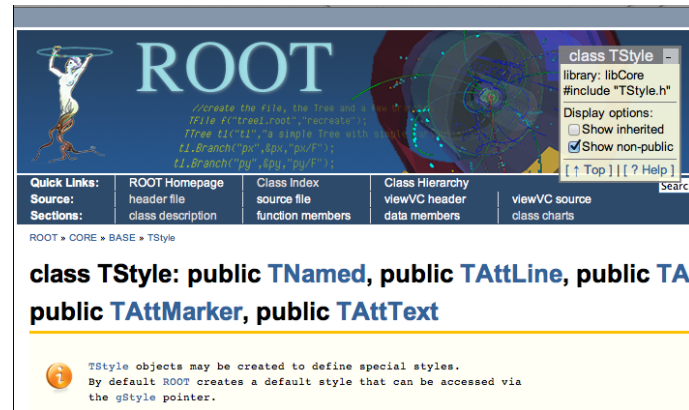 ROOT
//create the file, the Tree and a few br
TFile f("tree1.root","recreate");
TTree t1("t1","a simple Tree with simple
t1.Branch("px",&px,"px/F");
t1.Branch("py",&py,"py/F");
class TStyle –
library: libCore
#include "TStyle.h"
Display options:
Show inherited
Show non-public
[ ↑ Top ] | [ ? Help ]
Searc
Quick Links: ROOT Homepage Class Index Class Hierarchy
Source: header file source file viewVC header viewVC source
Sections: class description function members data members class charts
ROOT » CORE » BASE » TStyle
class TStyle: public TNamed, public TAttLine, public TA
public TAttMarker, public TAttText
TStyle objects may be created to define special styles.
By default ROOT creates a default style that can be accessed via
the gStyle pointer.